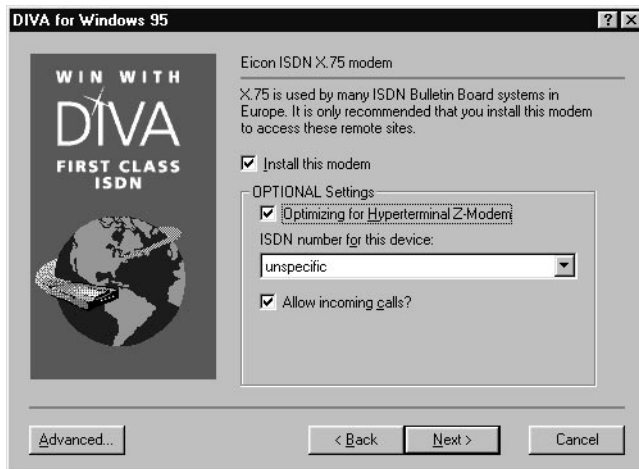 DIVA for Windows 95
WIN WITH
DIVA
FIRST CLASS
ISDN
Eicon ISDN X.75 modem
X.75 is used by many ISDN Bulletin Board systems in
Europe. It is only recommended that you install this modem
to access these remote sites.
Install this modem
OPTIONAL Settings
Optimizing for Hyperterminal Z-Modem
ISDN number for this device:
unspecific
Allow incoming calls?
Advanced...
< Back
Next >
Cancel